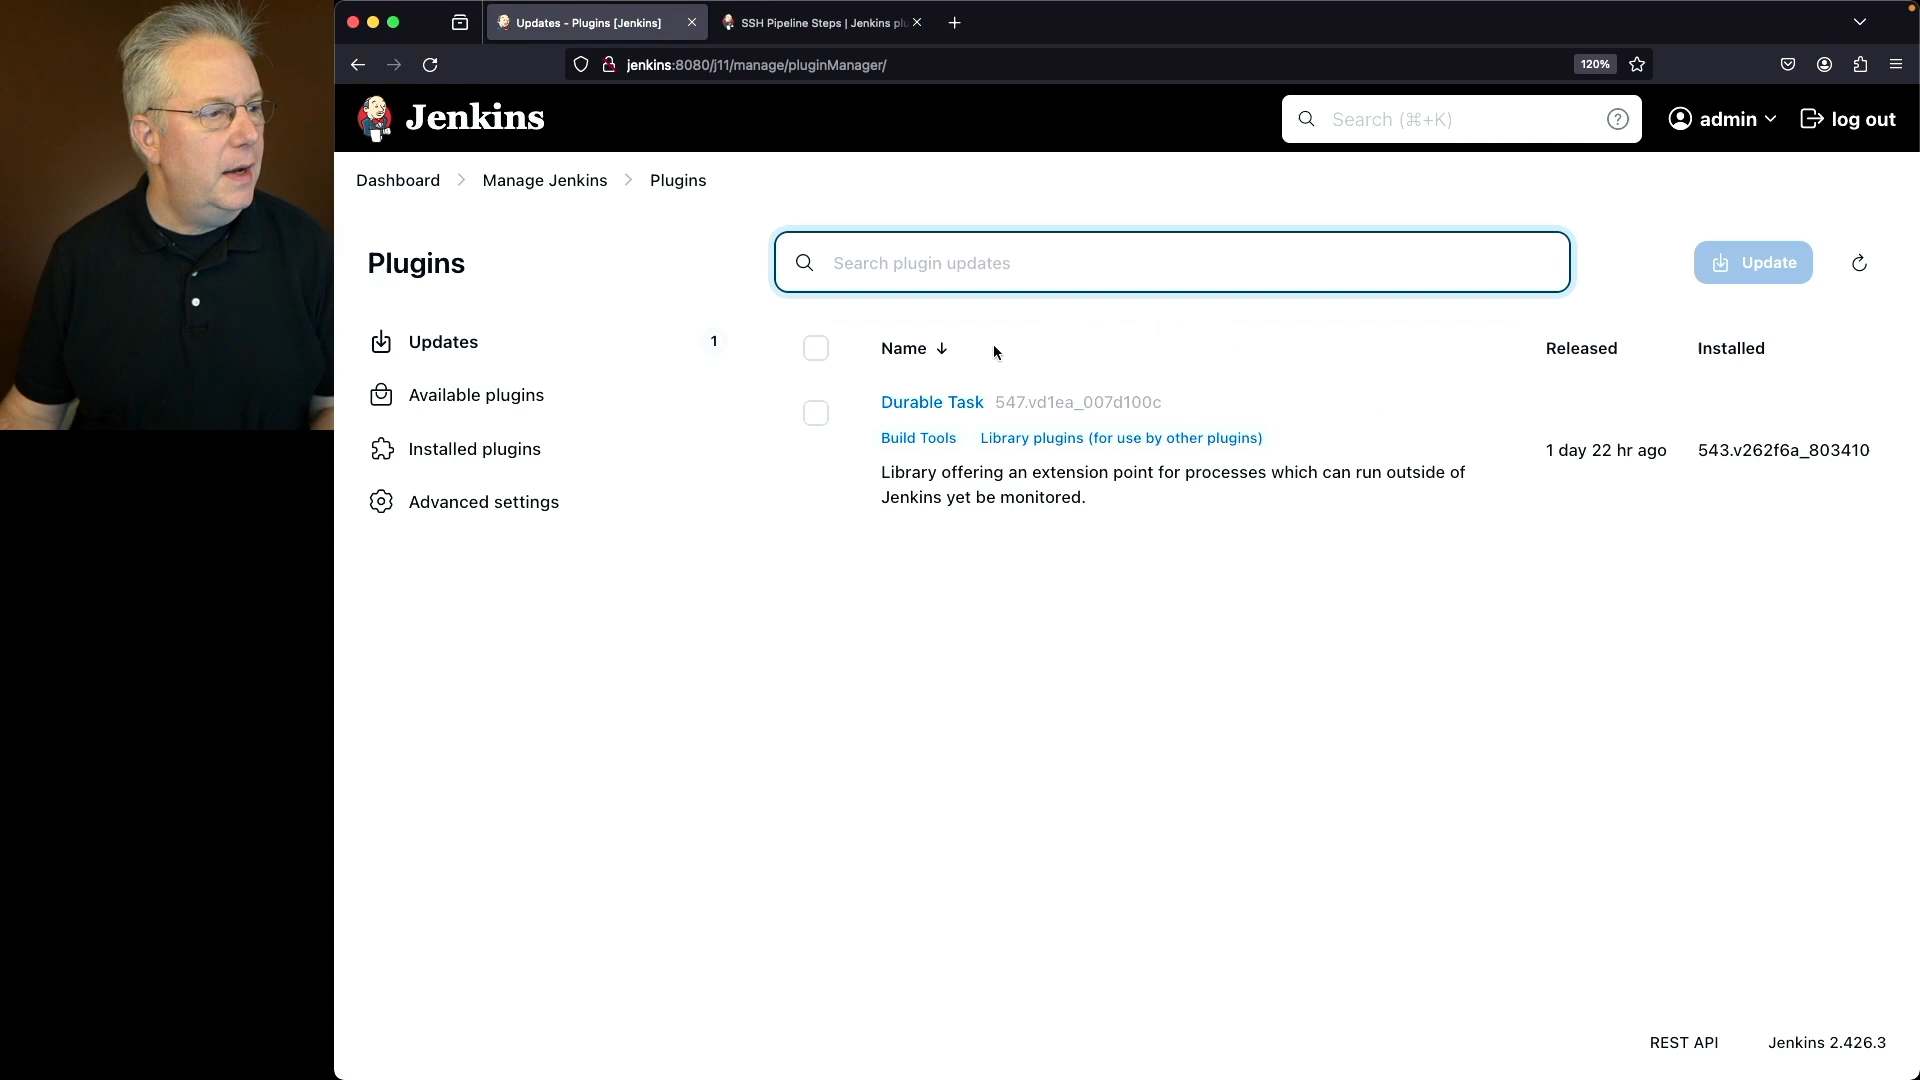 Updates - Plugins [Jenkins]
SSH Pipeline Steps | Jenkins plu
jenkins:8080/j11/manage/pluginManager/
120%
Jenkins
Search (⌘+K)
admin
log out
Dashboard
Manage Jenkins
Plugins
Plugins
Search plugin updates
Update
Updates
1
Available plugins
Installed plugins
Advanced settings
Name ↓
Released
Installed
Durable Task 547.vd1ea_007d100c
Build Tools
Library plugins (for use by other plugins)
Library offering an extension point for processes which can run outside of
Jenkins yet be monitored.
1 day 22 hr ago
543.v262f6a_803410
REST API
Jenkins 2.426.3